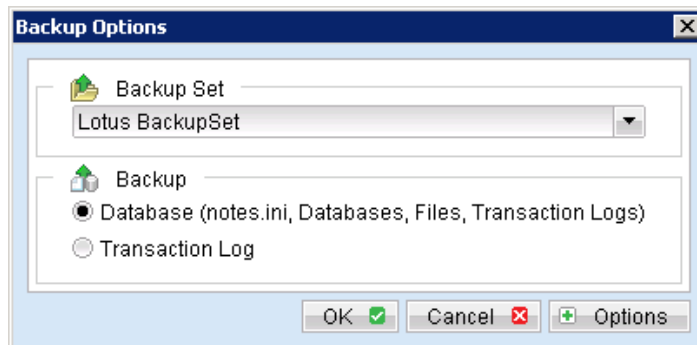 Backup Options
Backup Set
Lotus BackupSet
Backup
Database (notes.ini, Databases, Files, Transaction Logs)
Transaction Log
OK Cancel Options